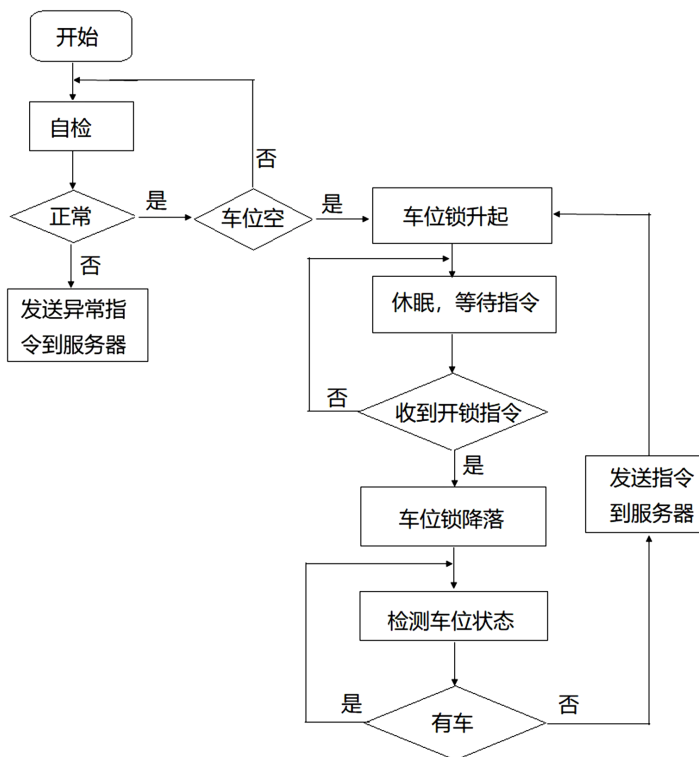 开始
自检
否
正常
是
车位空
是
车位锁升起
否
发送异常指
令到服务器
休眠，等待指令
否
收到开锁指令
是
发送指令
到服务器
车位锁降落
检测车位状态
是
有车
否